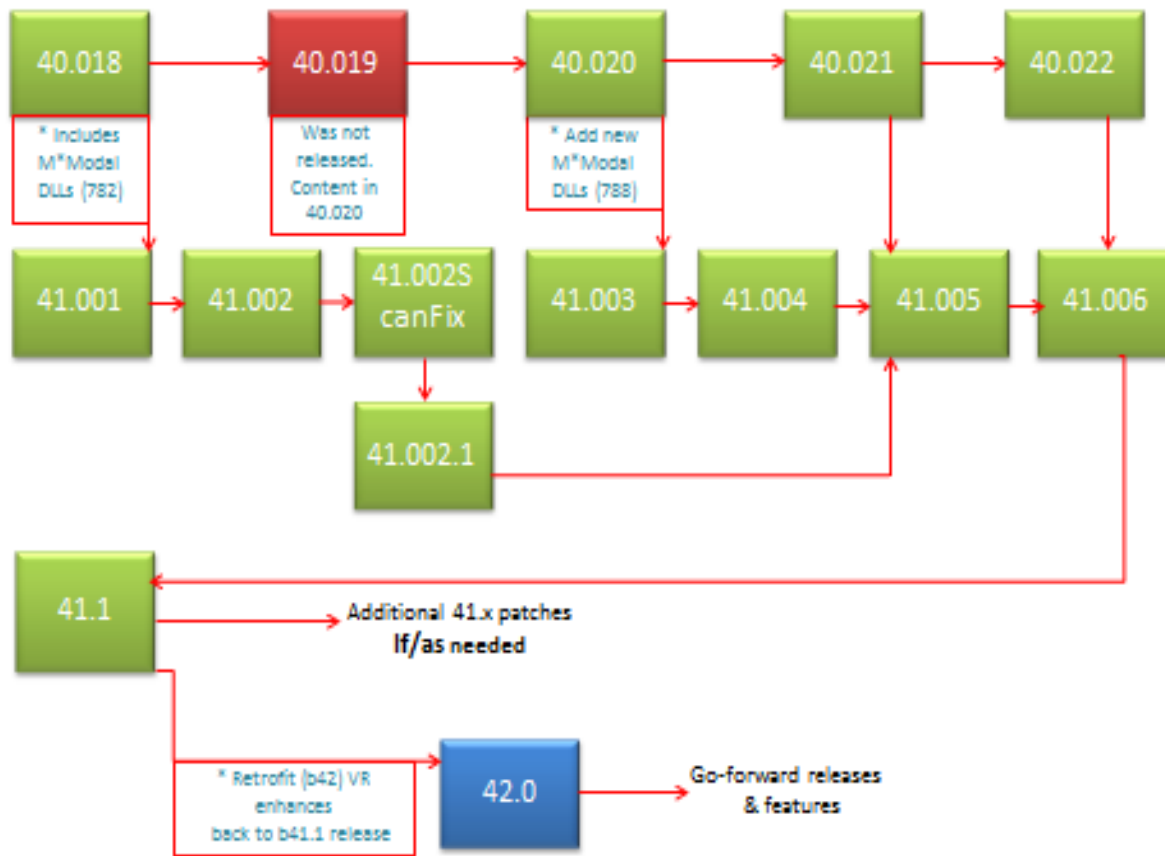 40.018
40.019
40.020
40.021
40.022
* Includes
M*Modal
DLLs (782)
Was not
released.
Content in
40.020
* Add new
M*Modal
DLLs (788)
41.001
41.002
41.002S
canFix
41.003
41.004
41.005
41.006
41.002.1
41.1
Additional 41.x patches
If/as needed
* Retrofit (b42) VR
enhances
back to b41.1 release
42.0
Go-forward releases
& features